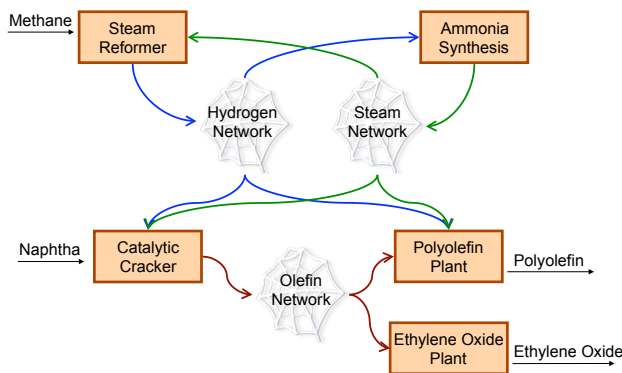 Methane
Steam
Reformer
Ammonia
Synthesis
Hydrogen
Network
Steam
Network
Naphtha
Catalytic
Cracker
Olefin
Network
Polyolefin
Plant
Polyolefin
Ethylene Oxide
Plant
Ethylene Oxide